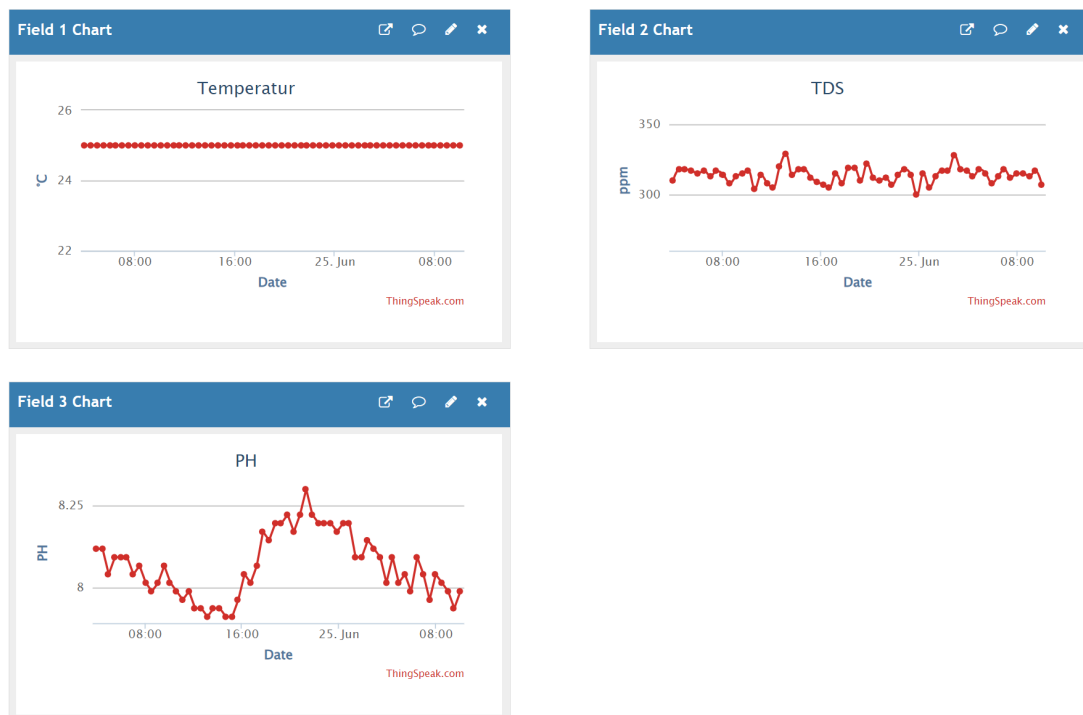 Field 1 Chart
Temperatur
26
24
22
°C
08:00 16:00 25. Jun 08:00
Date
ThingSpeak.com
Field 2 Chart
TDS
350
300
ppm
08:00 16:00 25. Jun 08:00
Date
ThingSpeak.com
Field 3 Chart
PH
8.25
8
PH
08:00 16:00 25. Jun 08:00
Date
ThingSpeak.com